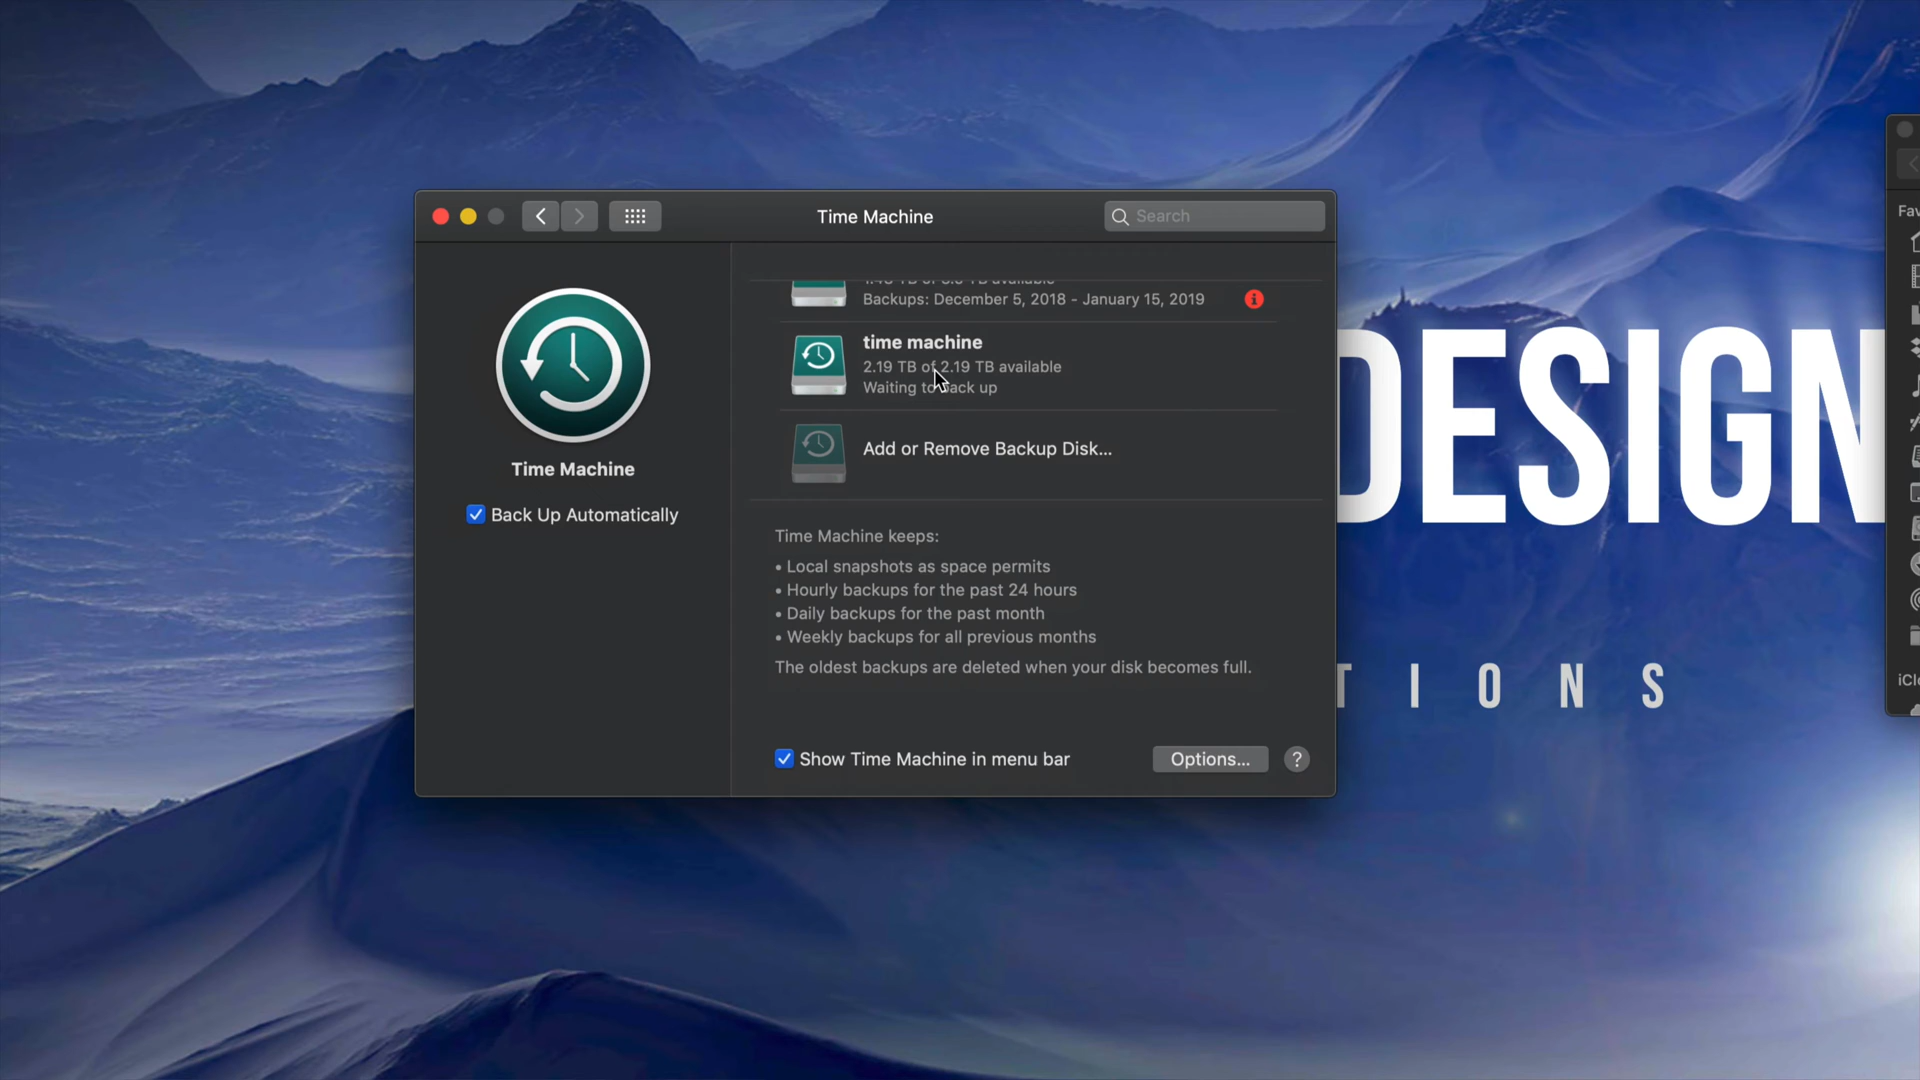 Time Machine
Search
Backups: December 5, 2018 - January 15, 2019
time machine
2.19 TB of 2.19 TB available
Waiting to back up
Add or Remove Backup Disk...
Time Machine
Back Up Automatically
Time Machine keeps:
• Local snapshots as space permits
• Hourly backups for the past 24 hours
• Daily backups for the past month
• Weekly backups for all previous months
The oldest backups are deleted when your disk becomes full.
Show Time Machine in menu bar
Options...
?
DESIGN
TIONS
Fav
iClo